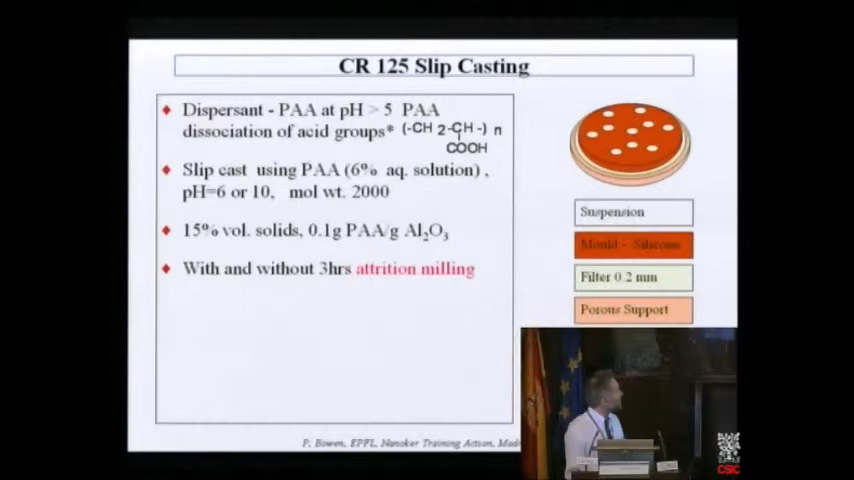 CR 125 Slip Casting
Dispersant - PAA at pH > 5 PAA
dissociation of acid groups* (-CH 2-CH -) n
COOH
Slip cast using PAA (6% aq. solution) ,
pH=6 or 10, mol wt. 2000
15% vol. solids, 0.1g PAA/g Al₂O₃
With and without 3hrs attrition milling
Suspension
Mould - Silicone
Filter 0.2 mm
Porous Support
P. Bowen, EPFL, Nanoker Training Action, Mad
CSIC